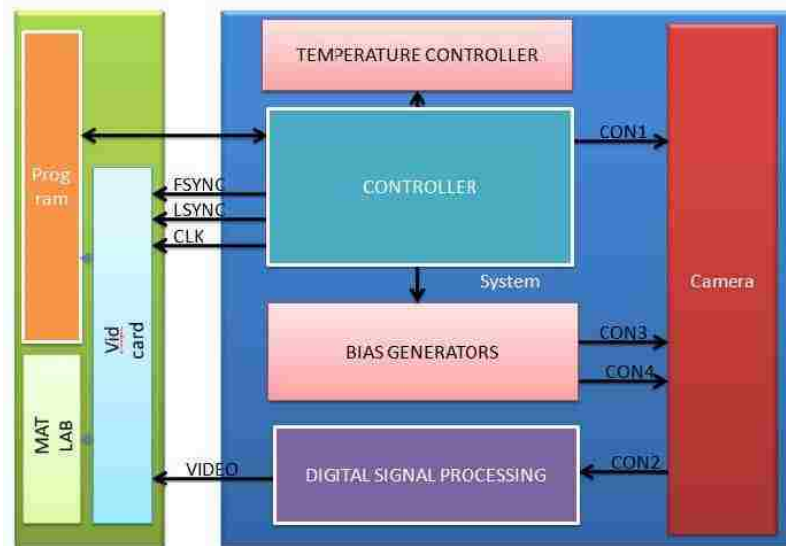 TEMPERATURE CONTROLLER
CON1
Prog
ram
FSYNC
CONTROLLER
LSYNC
CLK
System
Camera
Vid
card
BIAS GENERATORS
CON3
CON4
MAT
LAB
VIDEO
DIGITAL SIGNAL PROCESSING
CON2